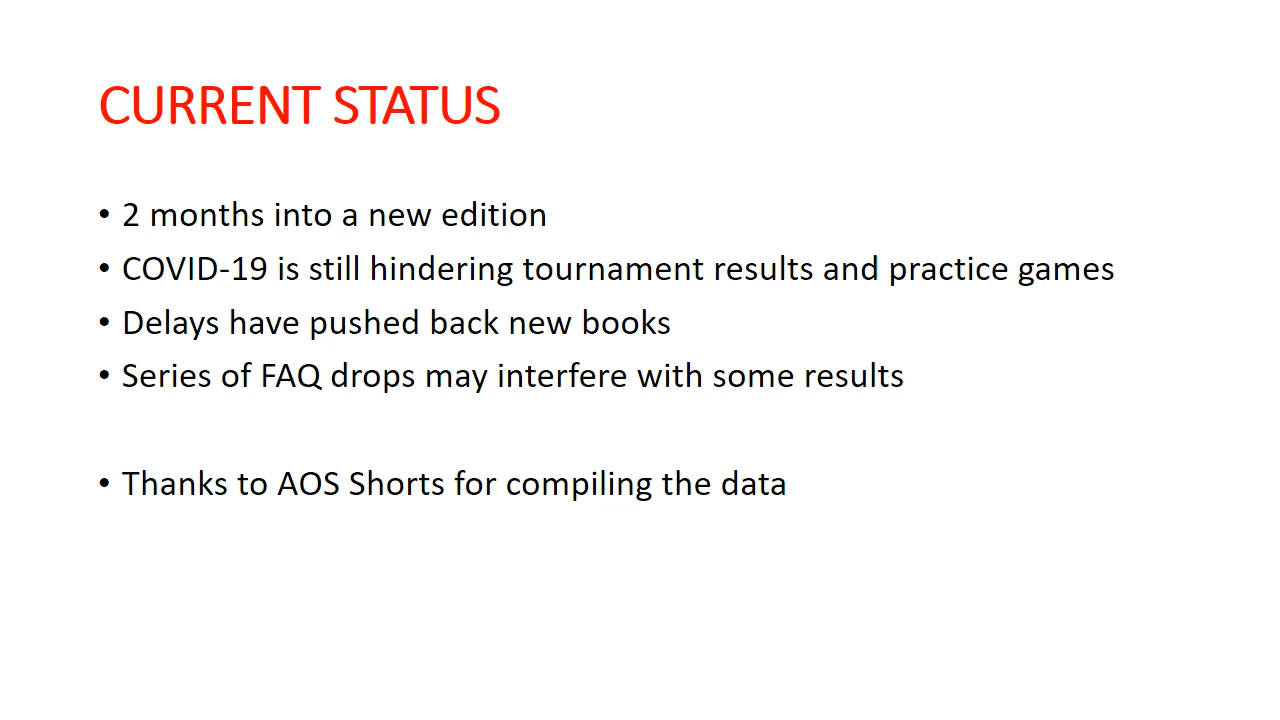 CURRENT STATUS
• 2 months into a new edition
• COVID-19 is still hindering tournament results and practice games
• Delays have pushed back new books
• Series of FAQ drops may interfere with some results
• Thanks to AOS Shorts for compiling the data